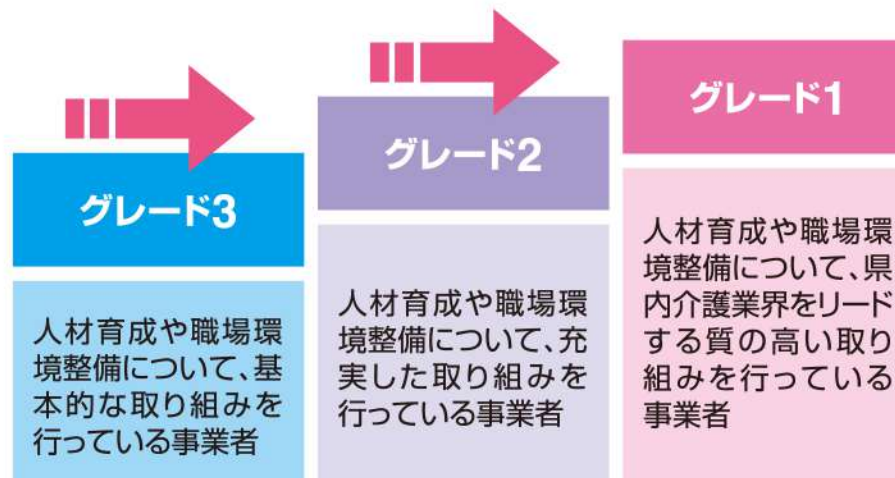 グレード3
人材育成や職場環
境整備について、基
本的な取り組みを
行っている事業者
グレード2
人材育成や職場環
境整備について、充
実した取り組みを
行っている事業者
グレード1
人材育成や職場環
境整備について、県
内介護業界をリード
する質の高い取り
組みを行っている
事業者